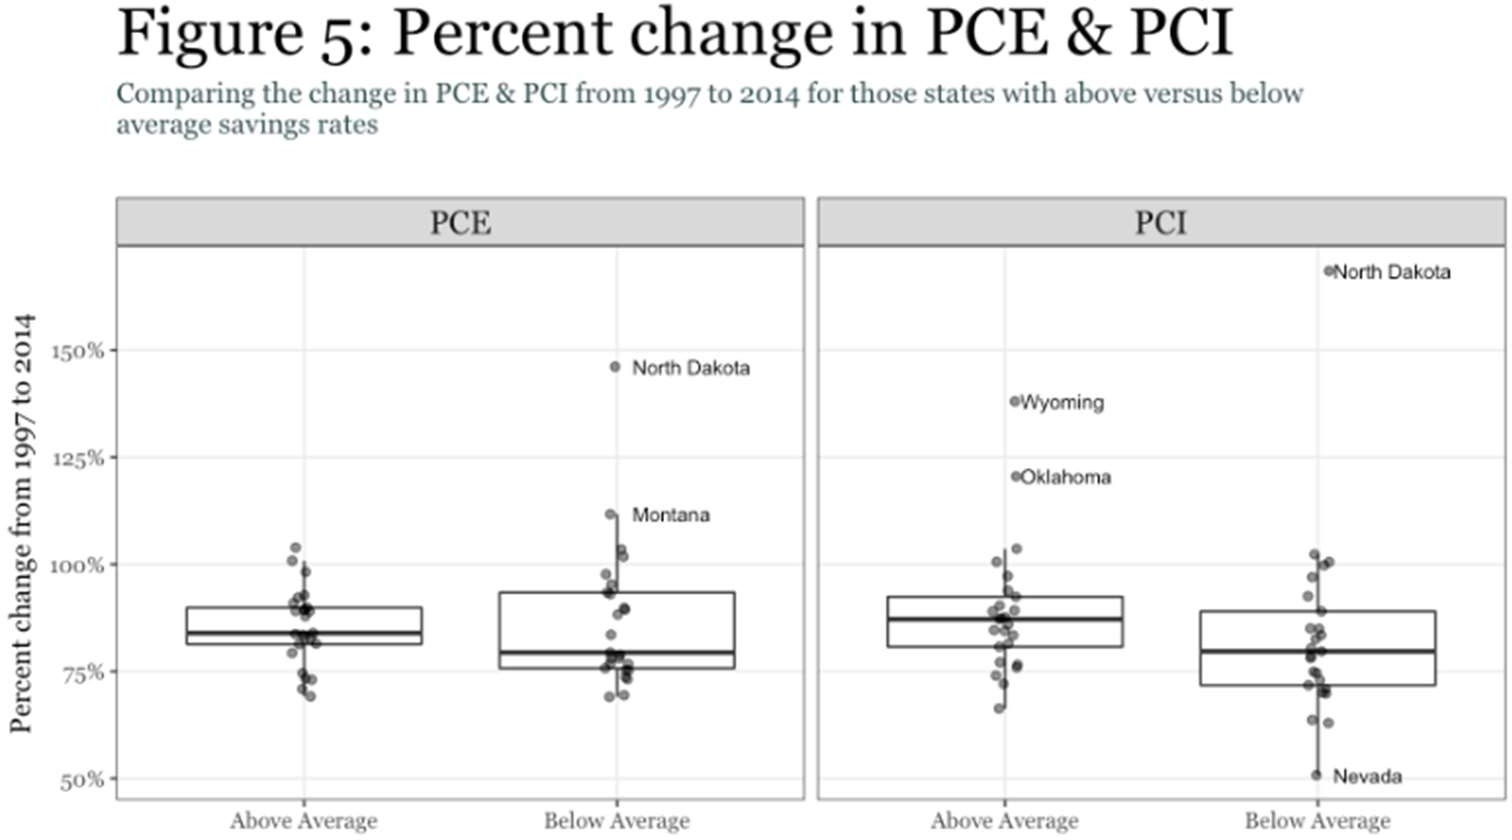 Figure 5: Percent change in PCE & PCI
Comparing the change in PCE & PCI from 1997 to 2014 for those states with above versus below
average savings rates
PCE
PCI
Percent change from 1997 to 2014
150%
125%
100%
75%
50%
North Dakota
Montana
North Dakota
Wyoming
Oklahoma
Nevada
Above Average
Below Average
Above Average
Below Average